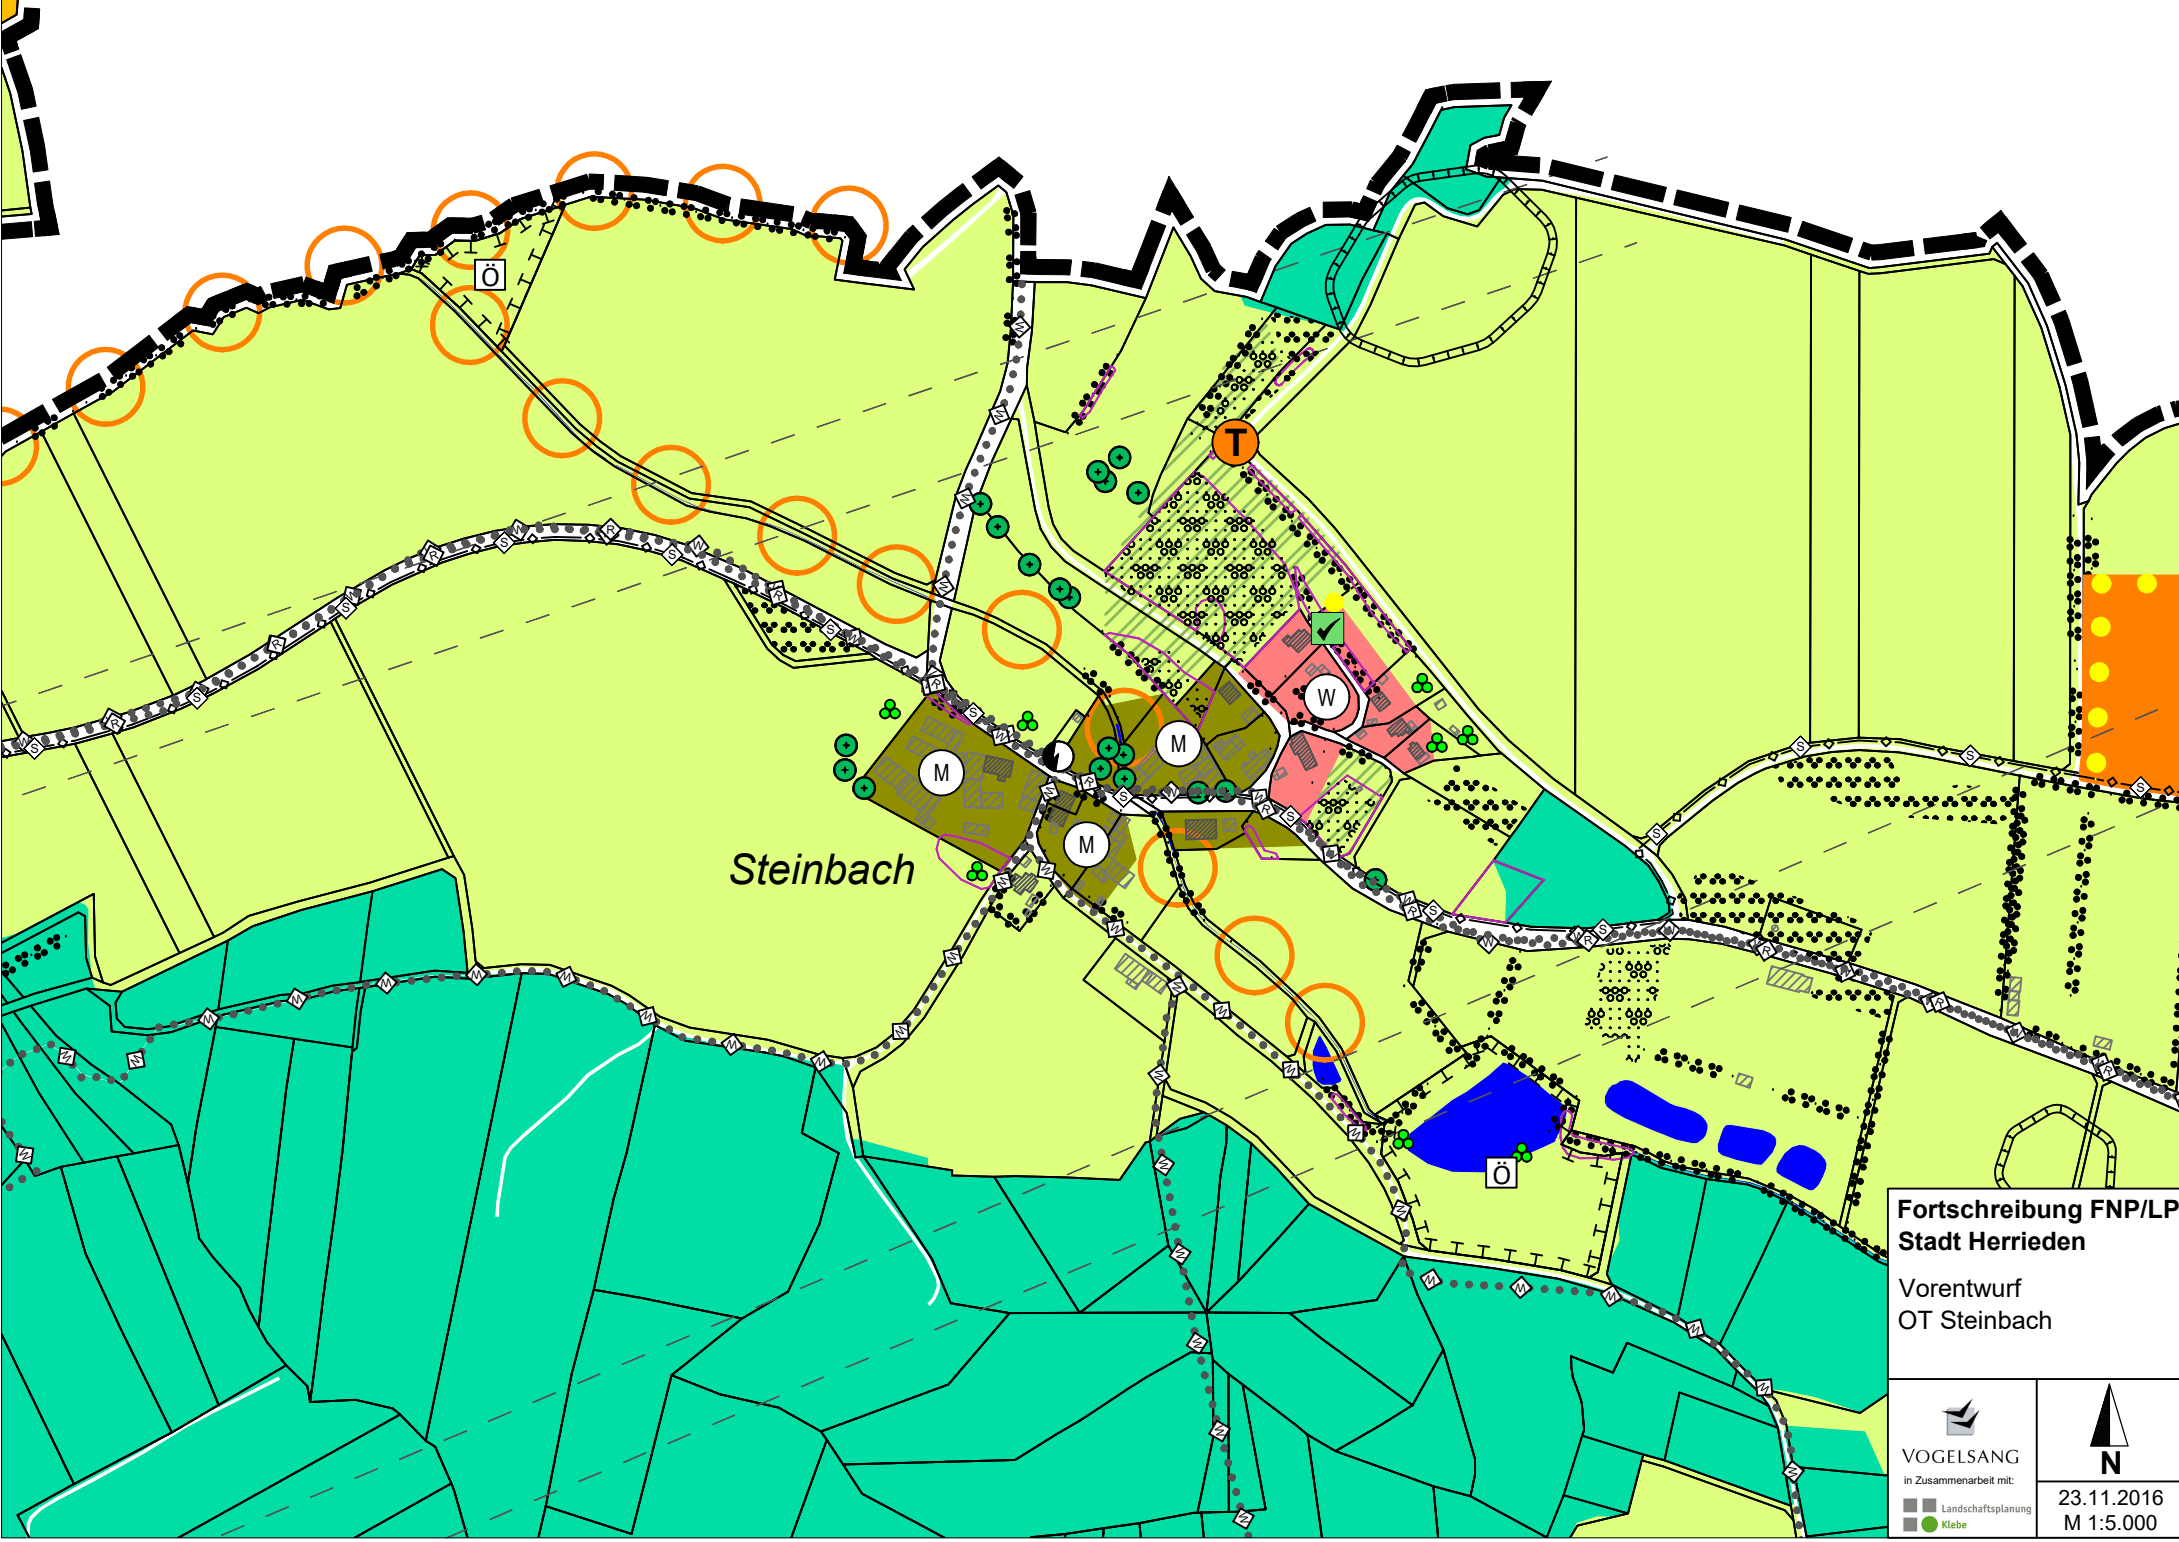 Ö
T
W
M
M
M
Steinbach
Ö
Fortschreibung FNP/LP
Stadt Herrieden
Vorentwurf
OT Steinbach
VOGELSANG
in Zusammenarbeit mit:
Landschaftsplanung
Klebe
N
23.11.2016
M 1:5.000